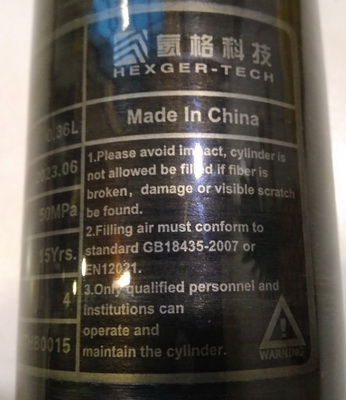 格科技
HEXGER-TECH
Made In China
0.36L
2023.06
50MPa
15Yrs.
4
HB0015
1.Please avoid impact, cylinder is
not allowed be filled if fiber is
broken, damage or visible scratch
be found.
2.Filling air must conform to
standard GB18435-2007 or
EN12021.
3.Only qualified personnel and
institutions can
operate and
maintain the cylinder.
WARNING